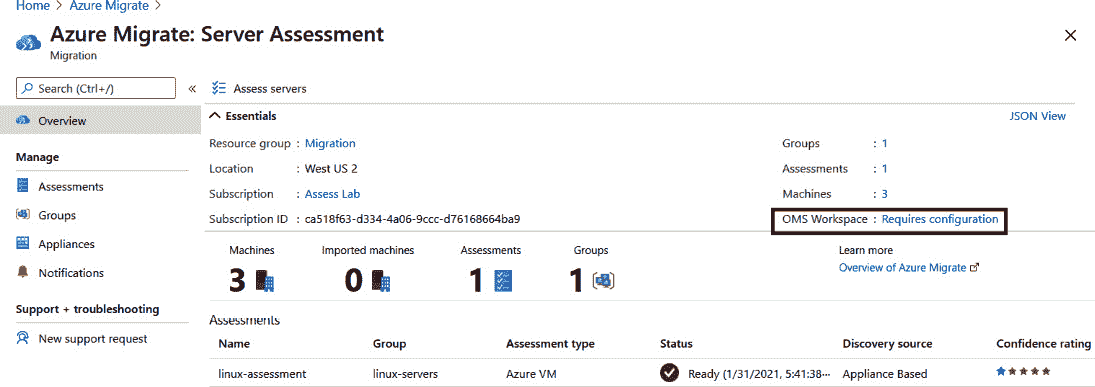 Home > Azure Migrate >
Azure Migrate: Server Assessment
Migration
Search (Ctrl+/)
«
Assess servers
Overview
Essentials
JSON View
Resource group : Migration
Location : West US 2
Subscription : Assess Lab
Subscription ID : ca518f63-d334-4a06-9ccc-d76168664ba9
Groups : 1
Assessments : 1
Machines : 3
OMS Workspace : Requires configuration
Manage
Assessments
Groups
Appliances
Notifications
Support + troubleshooting
New support request
Machines
3
Imported machines
0
Assessments
1
Groups
1
Learn more
Overview of Azure Migrate
Assessments
Name Group Assessment type Status Discovery source Confidence rating
linux-assessment linux-servers Azure VM Ready (1/31/2021, 5:41:38··· Appliance Based